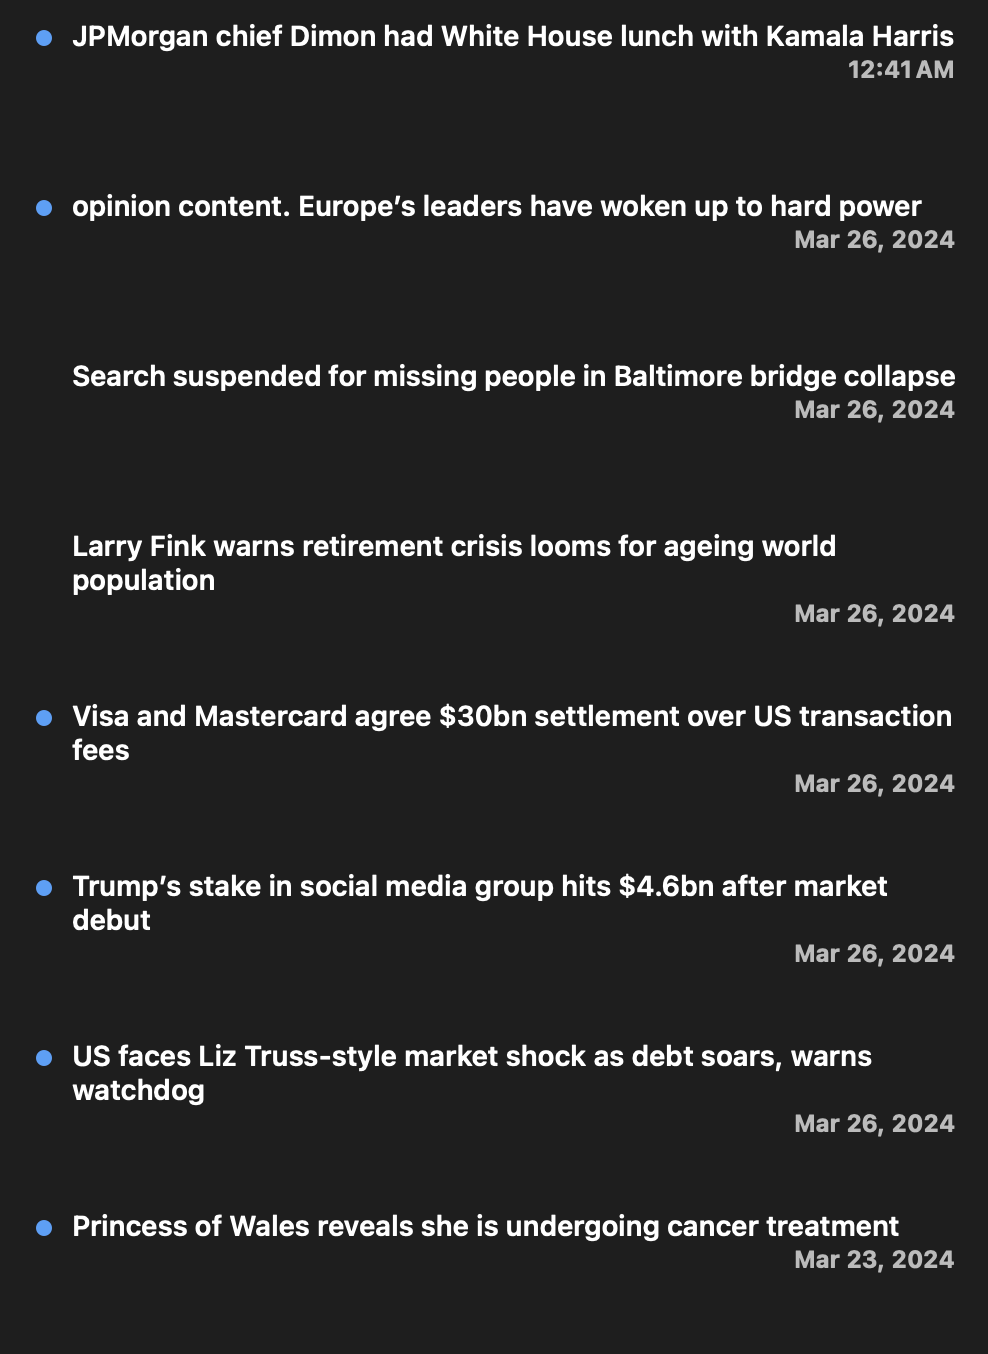 JPMorgan chief Dimon had White House lunch with Kamala Harris
12:41 AM
opinion content. Europe’s leaders have woken up to hard power
Mar 26, 2024
Search suspended for missing people in Baltimore bridge collapse
Mar 26, 2024
Larry Fink warns retirement crisis looms for ageing world
population
Mar 26, 2024
Visa and Mastercard agree $30bn settlement over US transaction
fees
Mar 26, 2024
Trump’s stake in social media group hits $4.6bn after market
debut
Mar 26, 2024
US faces Liz Truss-style market shock as debt soars, warns
watchdog
Mar 26, 2024
Princess of Wales reveals she is undergoing cancer treatment
Mar 23, 2024